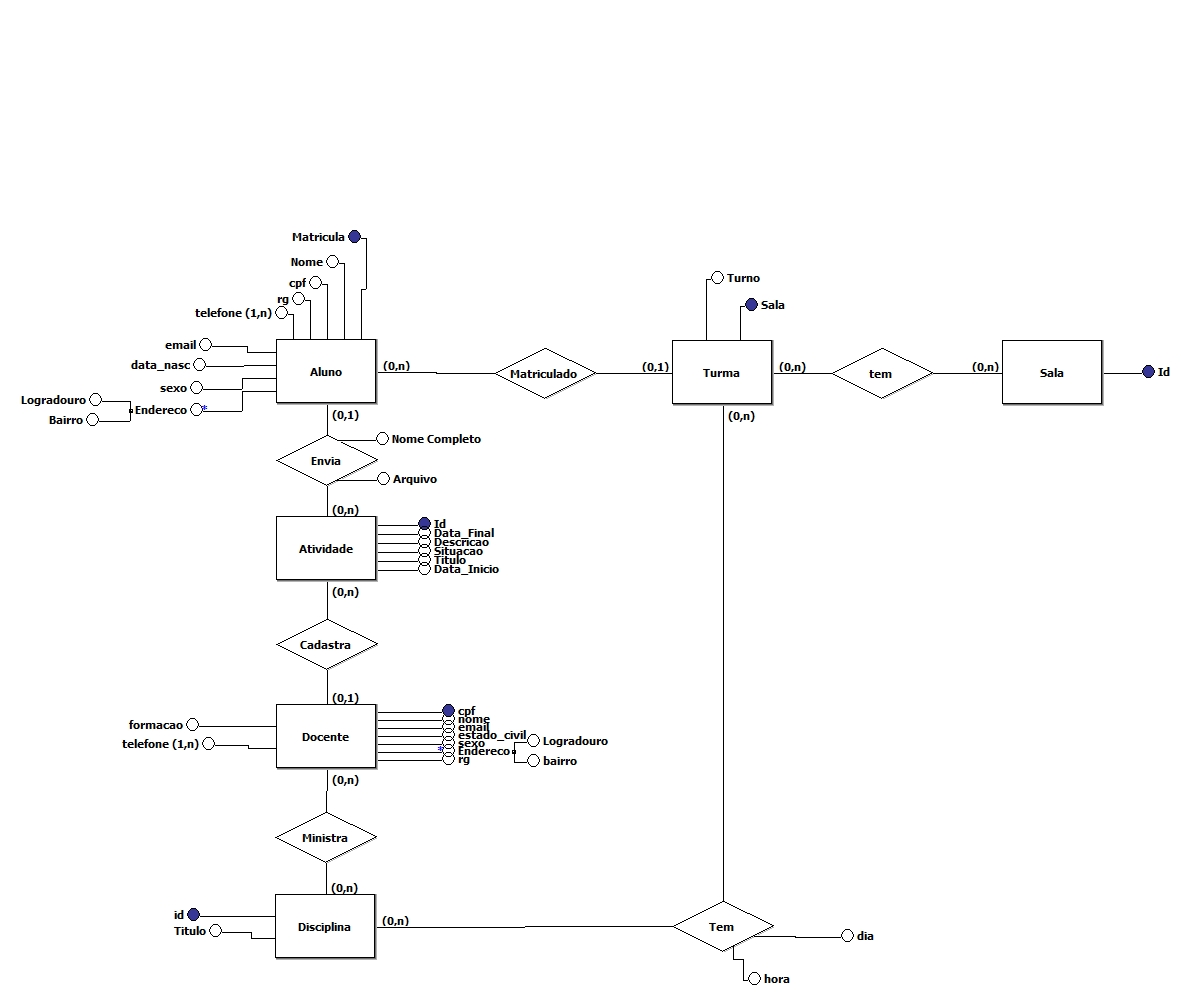 Matricula
Nome
cpf
rg
telefone (1,n)
email
data_nasc
sexo
Logradouro
Endereco
*
Bairro
Aluno
(0,n)
Matriculado
(0,1)
Turno
Sala
Turma
(0,n)
tem
(0,n)
Sala
Id
(0,1)
(0,n)
Nome Completo
Envia
Arquivo
(0,n)
Atividade
Id
Data_Final
Descricao
Situacao
Titulo
Data_Inicio
(0,n)
Cadastra
(0,1)
formacao
telefone (1,n)
Docente
cpf
nome
email
estado_civil
sexo
*
Endereco
rg
Logradouro
bairro
(0,n)
Ministra
(0,n)
id
Titulo
Disciplina
(0,n)
Tem
dia
hora